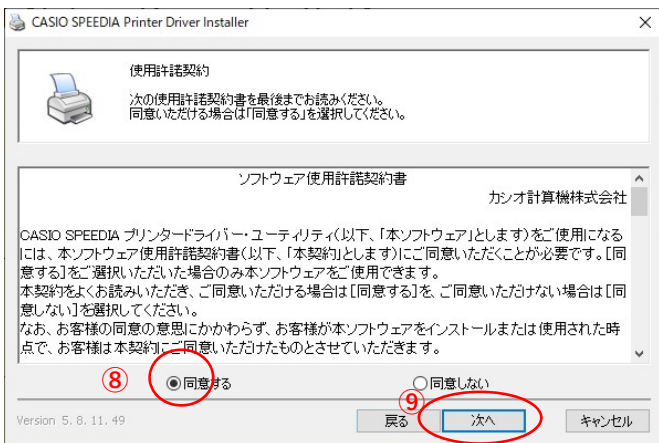 CASIO SPEEDIA Printer Driver Installer
使用許諾契約
次の使用許諾契約書を最後までお読みください。
同意いただける場合は「同意する」を選択してください。
ソフトウェア使用許諾契約書
カシオ計算機株式会社
CASIO SPEEDIA プリンタードライバー・ユーティリティ(以下、「本ソフトウェア」とします)をご使用になる
には、本ソフトウェア使用許諾契約書(以下、「本契約」とします)にご同意いただくことが必要です。[同
意する]をご選択いただいた場合のみ本ソフトウェアをご使用できます。
本契約をよくお読みいただき、ご同意いただける場合は[同意する]を、ご同意いただけない場合は[同
意しない]を選択してください。
なお、お客様の同意の意思にかかわらず、お客様が本ソフトウェアをインストールまたは使用された時
点で、お客様は本契約にご同意いただけたものとさせていただきます。
⑧ 同意する 同意しない
⑨
Version 5.8.11.49 戻る 次へ キャンセル